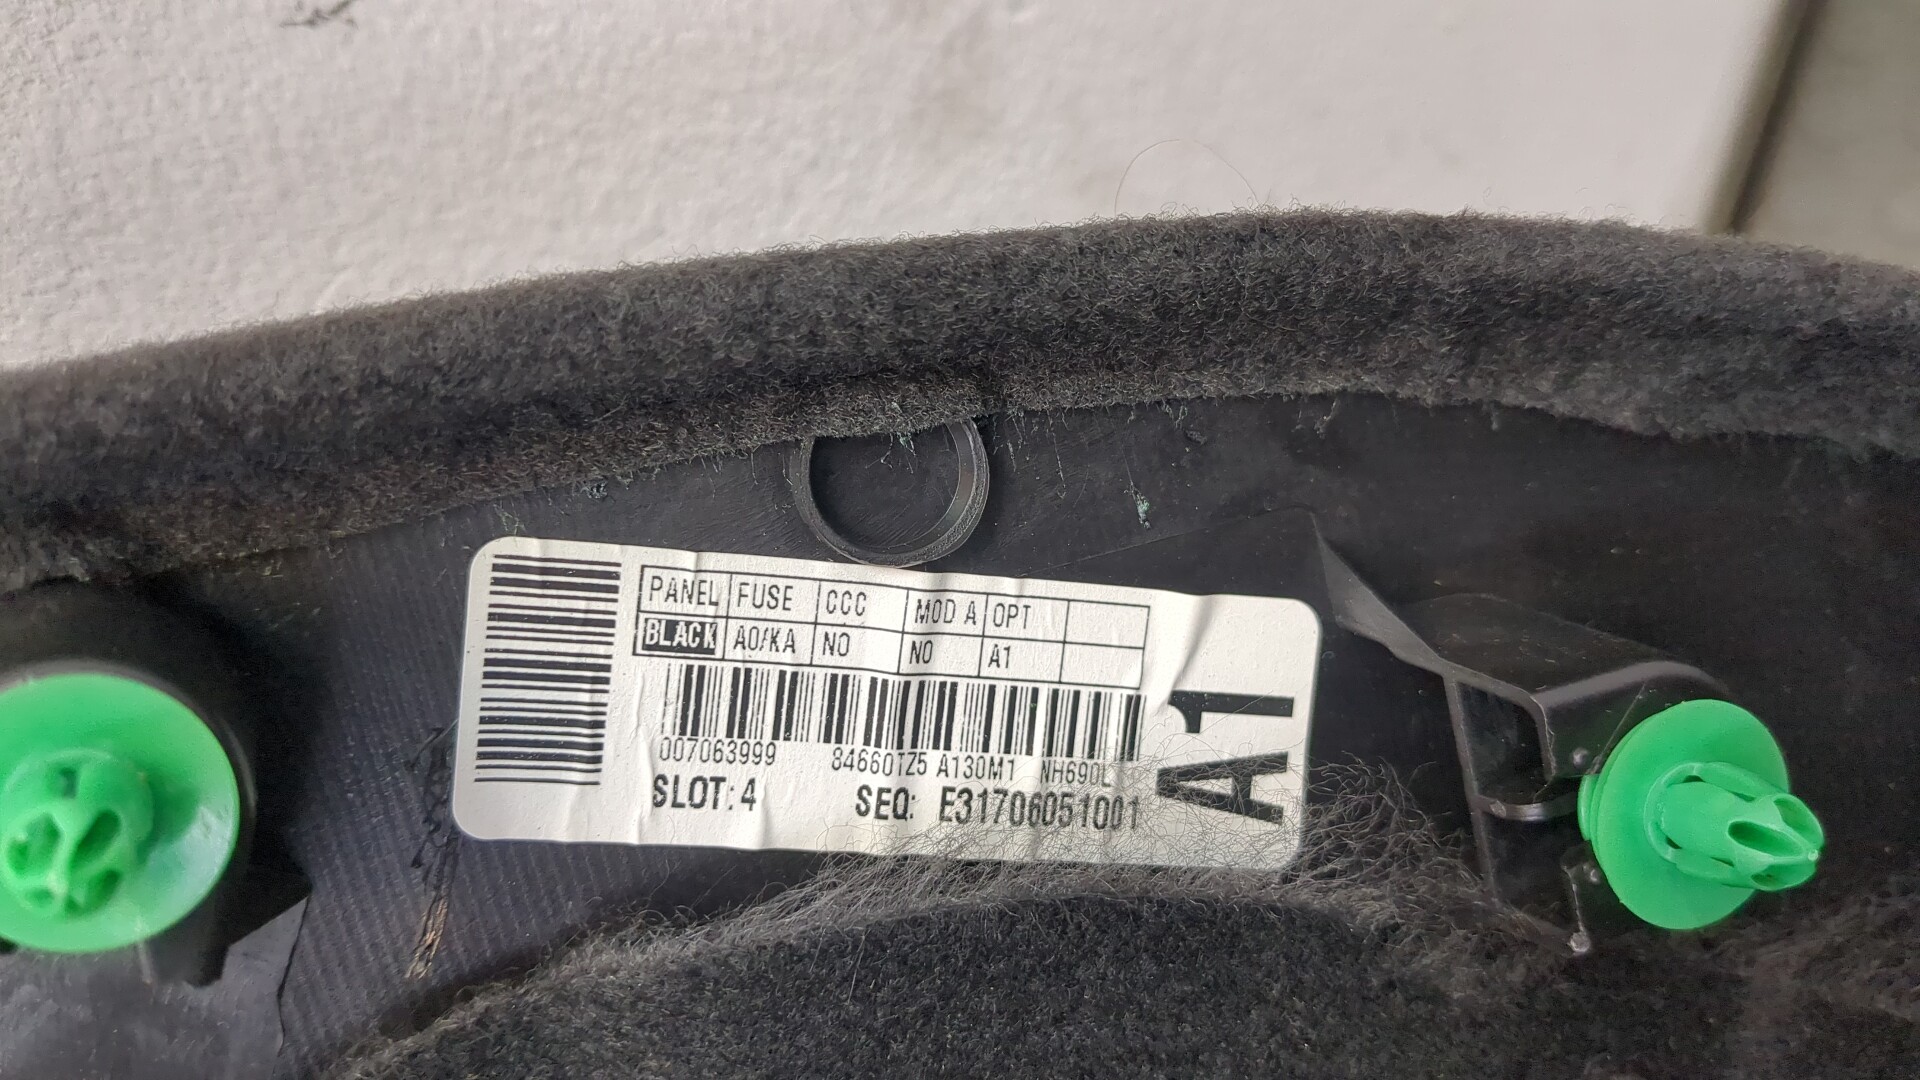 PANEL FUSE CCC MOD A OPT
BLACK A0/KA NO NO A1
007063999 84660TZ5 A130M1 NH690L
SLOT: 4 SEQ: E31706051001
A1